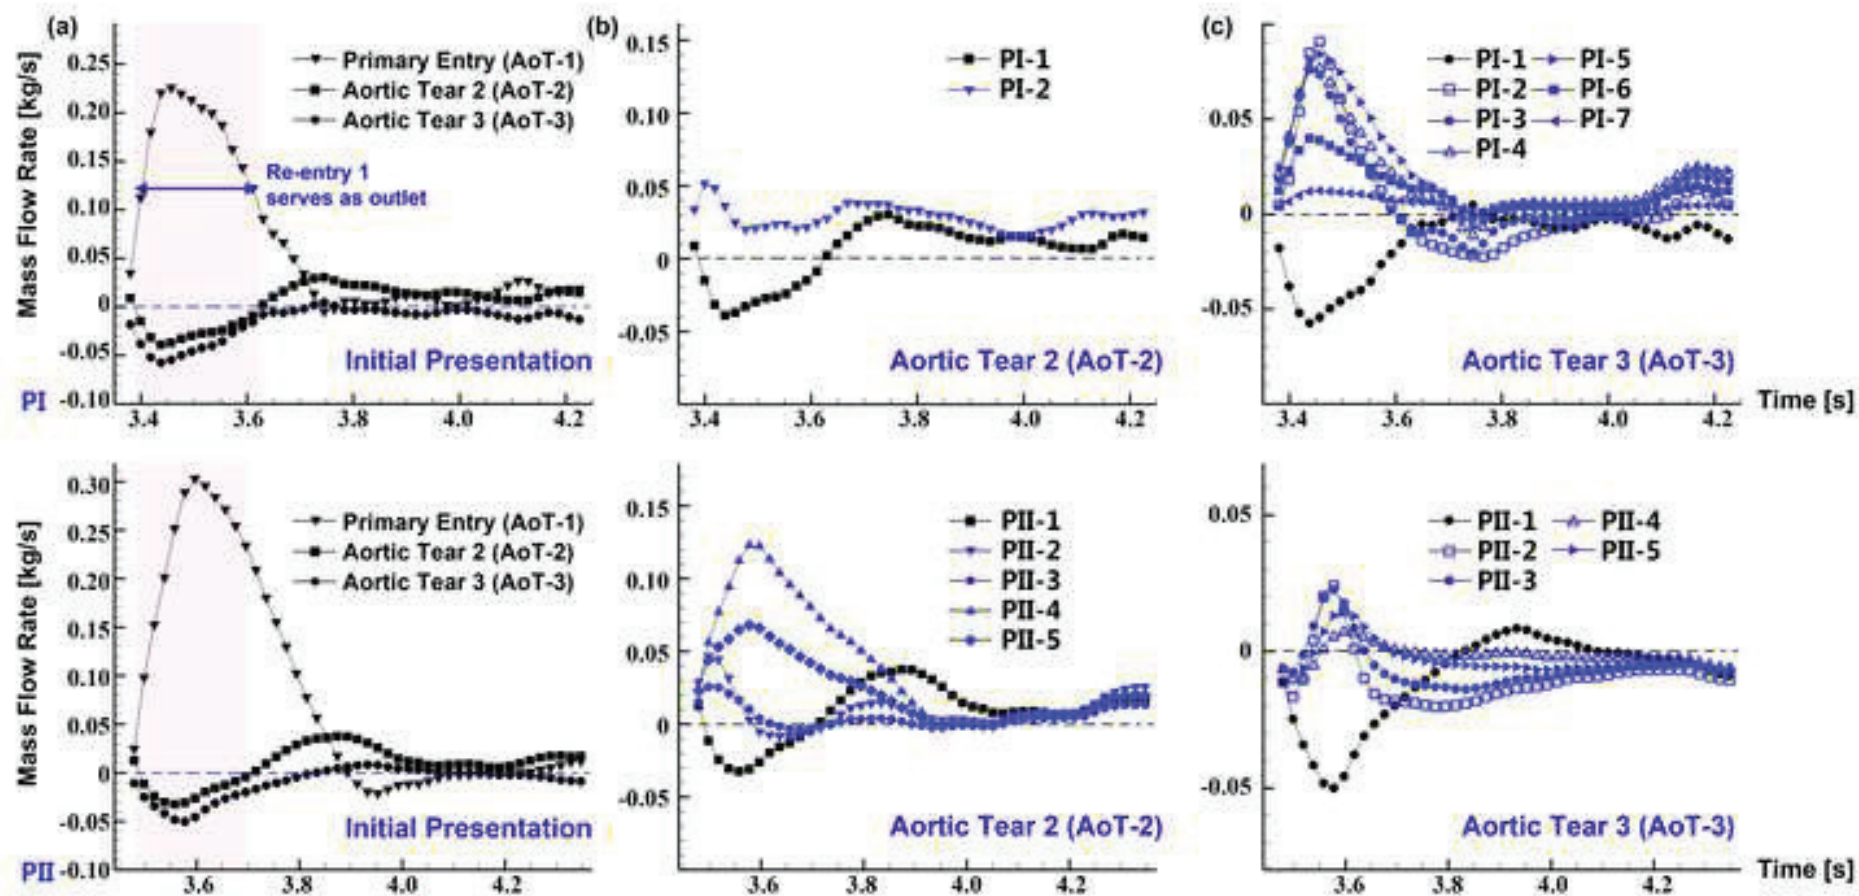 (a)
Mass Flow Rate [kg/s]
0.25
0.20
0.15
0.10
0.05
0
-0.05
-0.10
Primary Entry (AoT-1)
Aortic Tear 2 (AoT-2)
Aortic Tear 3 (AoT-3)
Re-entry 1
serves as outlet
Initial Presentation
PI
3.4 3.6 3.8 4.0 4.2
(b)
0.15
0.10
0.05
0
-0.05
PI-1
PI-2
Aortic Tear 2 (AoT-2)
3.4 3.6 3.8 4.0 4.2
(c)
0.05
0
-0.05
PI-1 PI-5
PI-2 PI-6
PI-3 PI-7
PI-4
Aortic Tear 3 (AoT-3)
3.4 3.6 3.8 4.0 4.2
Time [s]
Mass Flow Rate [kg/s]
0.30
0.25
0.20
0.15
0.10
0.05
0
-0.05
-0.10
Primary Entry (AoT-1)
Aortic Tear 2 (AoT-2)
Aortic Tear 3 (AoT-3)
Initial Presentation
PII
3.6 3.8 4.0 4.2
0.15
0.10
0.05
0
-0.05
PII-1
PII-2
PII-3
PII-4
PII-5
Aortic Tear 2 (AoT-2)
3.6 3.8 4.0 4.2
0.05
0
-0.05
PII-1 PII-4
PII-2 PII-5
PII-3
Aortic Tear 3 (AoT-3)
3.6 3.8 4.0 4.2
Time [s]